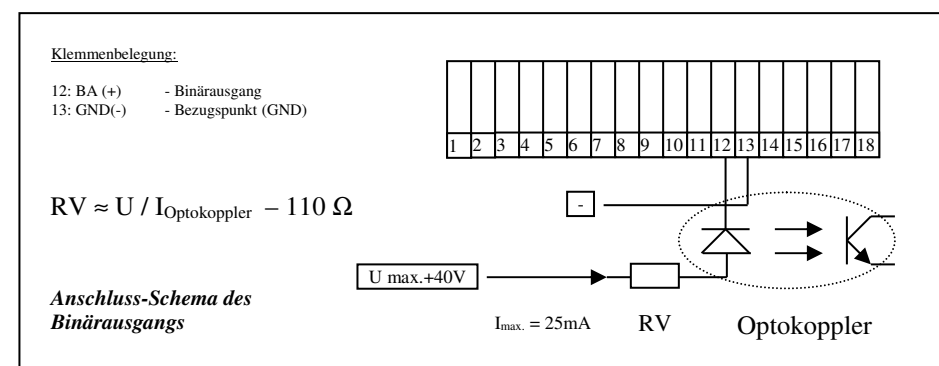 Klemmenbelegung:
12: BA (+) - Binärausgang
13: GND(-) - Bezugspunkt (GND)
1 2 3 4 5 6 7 8 9 10 11 12 13 14 15 16 17 18
RV ≈ U / I Optokoppler – 110 Ω
-
U max.+40V
Anschluss-Schema des
Binärausgangs
Imax. = 25mA RV Optokoppler